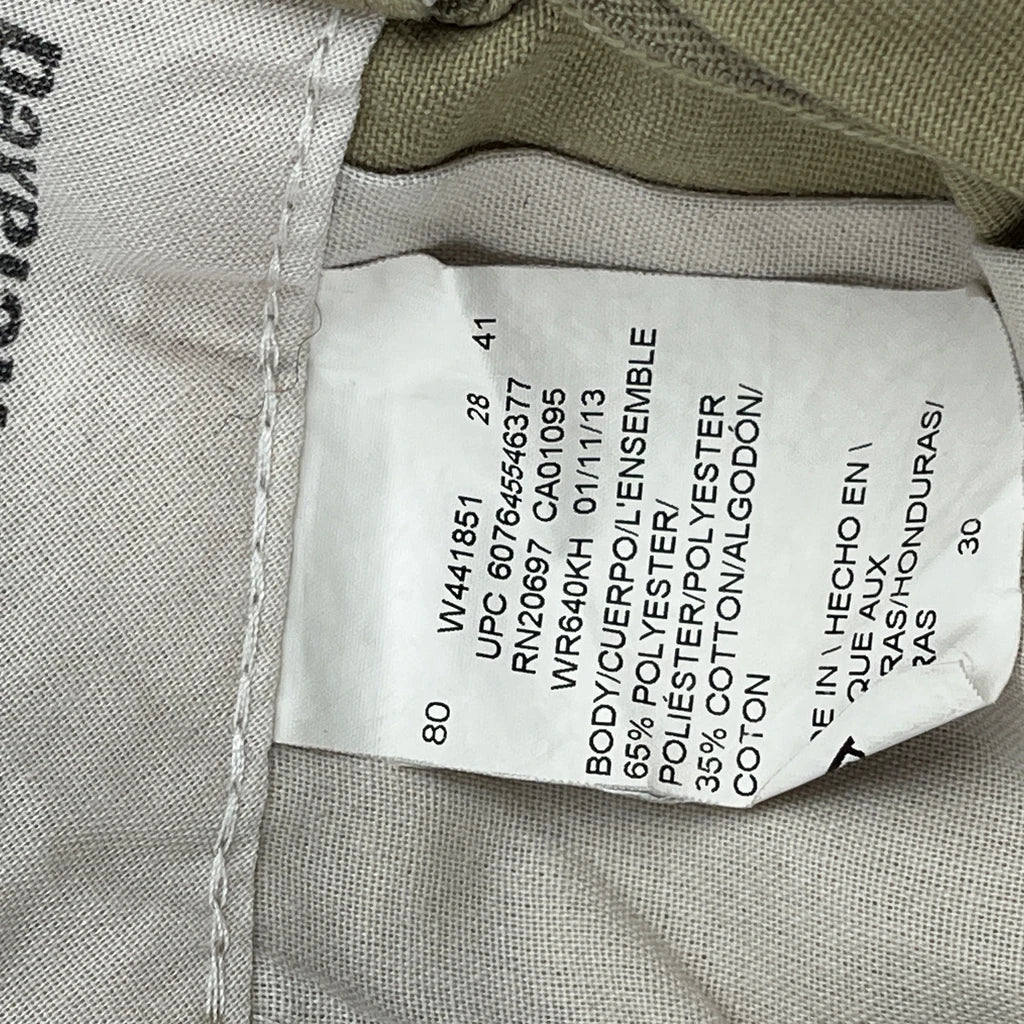 80
W441851 28 41
UPC 607645546377
RN20697 CA01095
WR640KH 01/11/13
BODY/CUERPO/L'ENSEMBLE
65% POLYESTER/
POLIÉSTER/POLYESTER
35% COTTON/ALGODÓN/
COTON
IN \ HECHO EN \
QUE AUX
RAS/HONDURAS/
RAS
30